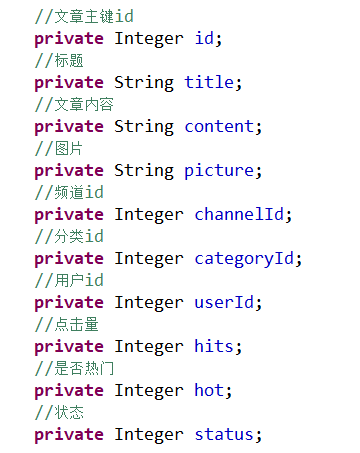 //文章主键id
private Integer id;
//标题
private String title;
//文章内容
private String content;
//图片
private String picture;
//频道id
private Integer channelId;
//分类id
private Integer categoryId;
//用户id
private Integer userId;
//点击量
private Integer hits;
//是否热门
private Integer hot;
//状态
private Integer status;